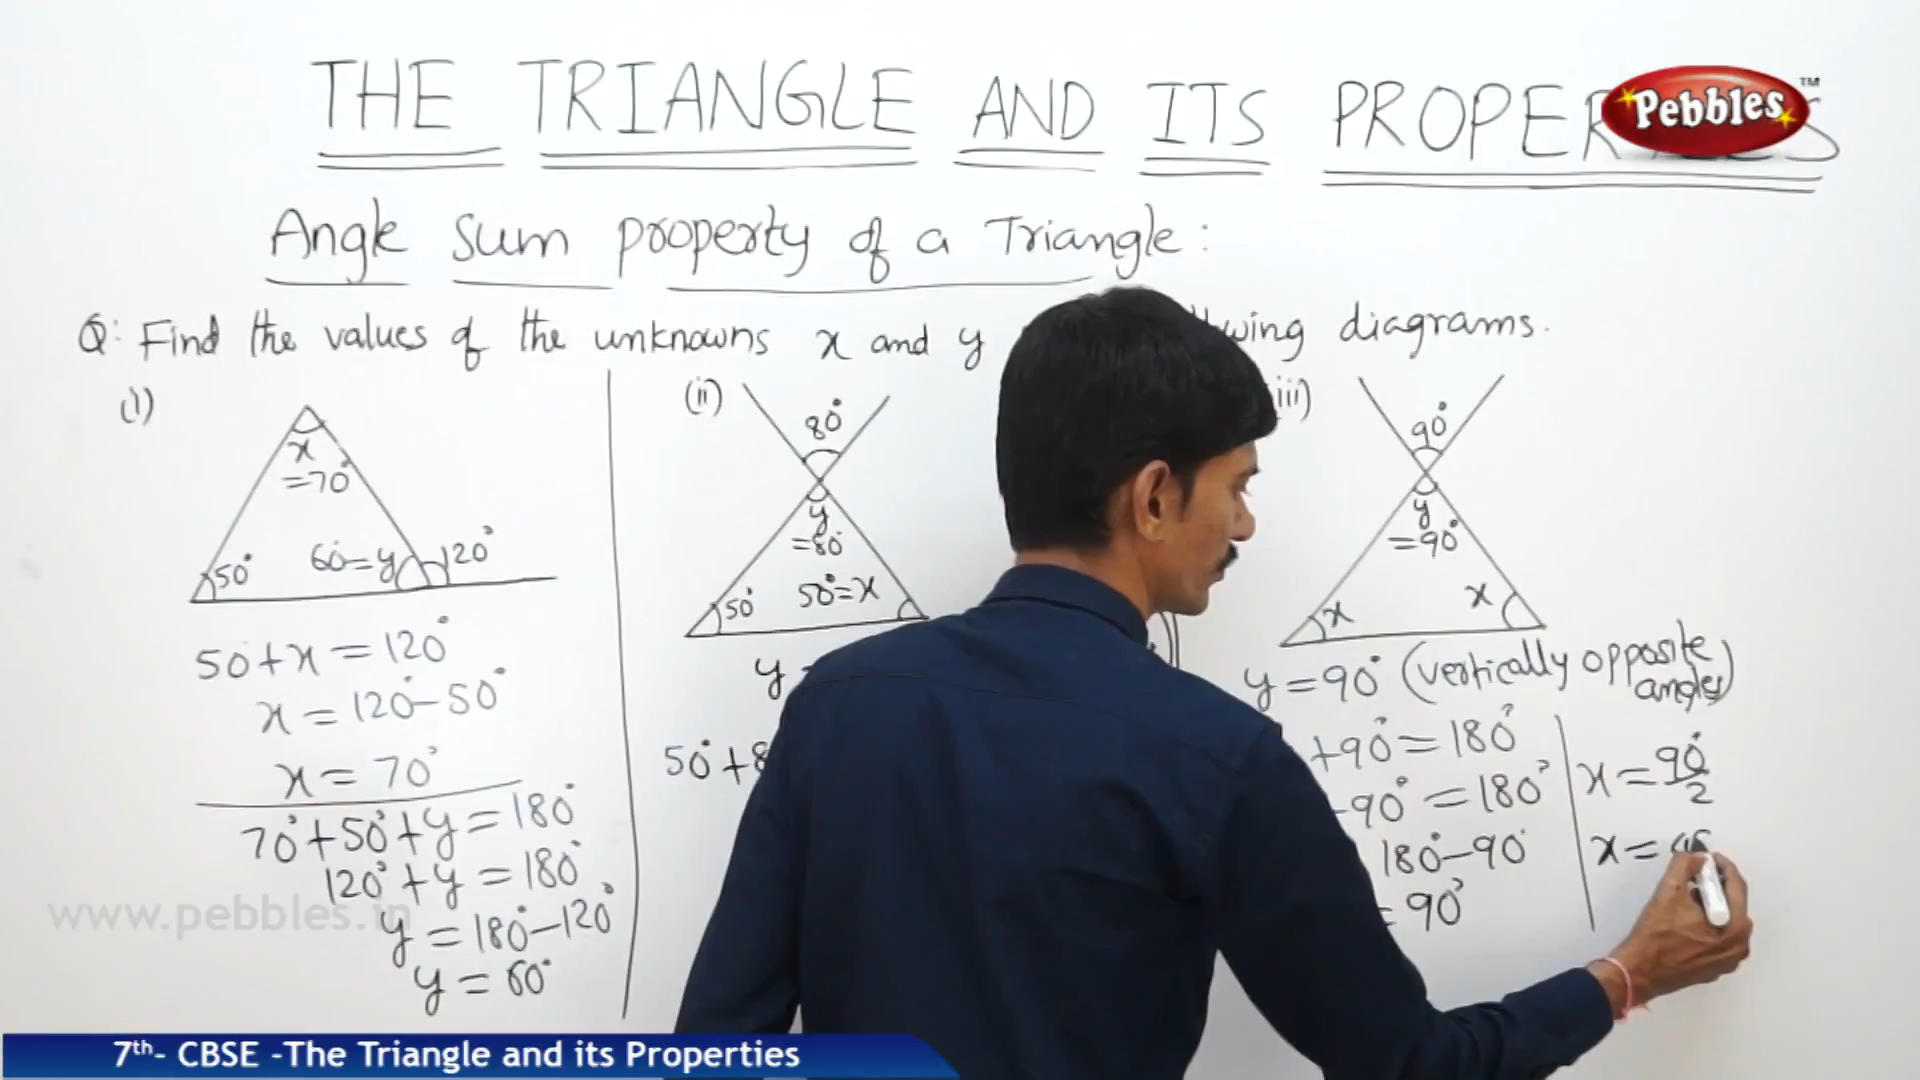 THE TRIANGLE AND ITS
Pebbles™
Angle sum property of a Triangle:
Q: Find the values of the unknowns x and y diagrams.
(i)
x
=70°
50°
60°=y
120°
50°+x=120°
x=120°-50°
x=70°
70°+50°+y=180°
120°+y=180°
y=180°-120°
y=60°
(ii)
80°
y
=80°
50°
50°=x
y
50°+8
iii)
90°
y
=90°
x
x
y=90° (vertically opposite
angles)
+90°=180°
90°=180°
180°-90°
=90°
x=90°/2
x=
www.pebbles.in
7th- CBSE -The Triangle and its Properties